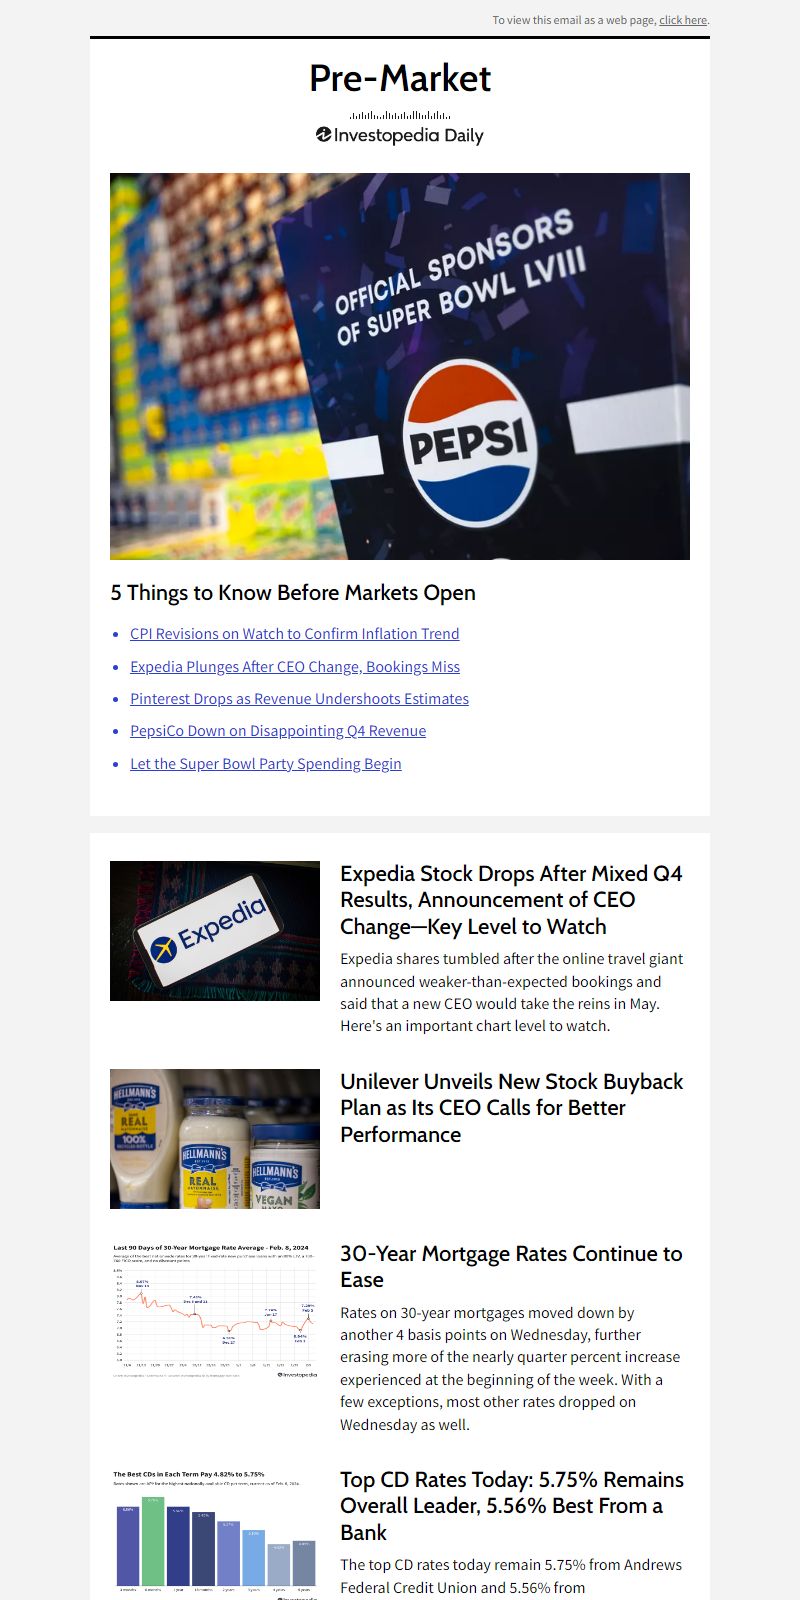 To view this email as a web page, click here.
Pre-Market
Investopedia Daily
OFFICIAL SPONSORS
OF SUPER BOWL LVIII
PEPSI
5 Things to Know Before Markets Open
CPI Revisions on Watch to Confirm Inflation Trend
Expedia Plunges After CEO Change, Bookings Miss
Pinterest Drops as Revenue Undershoots Estimates
PepsiCo Down on Disappointing Q4 Revenue
Let the Super Bowl Party Spending Begin
Expedia
Expedia Stock Drops After Mixed Q4
Results, Announcement of CEO
Change—Key Level to Watch
Expedia shares tumbled after the online travel giant
announced weaker-than-expected bookings and
said that a new CEO would take the reins in May.
Here's an important chart level to watch.
HELLMANN'S
REAL
100%
HELLMANN'S
REAL
HELLMANN'S
VEGAN
Unilever Unveils New Stock Buyback
Plan as Its CEO Calls for Better
Performance
Last 90 Days of 30-Year Mortgage Rate Average - Feb. 8, 2024
Investopedia
30-Year Mortgage Rates Continue to
Ease
Rates on 30-year mortgages moved down by
another 4 basis points on Wednesday, further
erasing more of the nearly quarter percent increase
experienced at the beginning of the week. With a
few exceptions, most other rates dropped on
Wednesday as well.
The Best CDs in Each Term Pay 4.82% to 5.75%
Top CD Rates Today: 5.75% Remains
Overall Leader, 5.56% Best From a
Bank
The top CD rates today remain 5.75% from Andrews
Federal Credit Union and 5.56% from